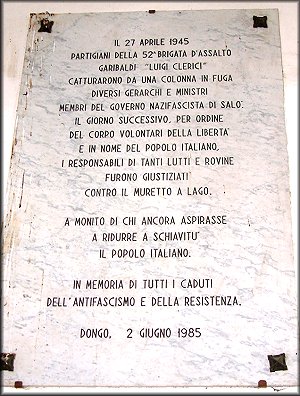 IL 27 APRILE 1945
PARTIGIANI DELLA 52ª BRIGATA D'ASSALTO
GARIBALDI "LUIGI CLERICI"
CATTURARONO DA UNA COLONNA IN FUGA
DIVERSI GERARCHI E MINISTRI
MEMBRI DEL GOVERNO NAZIFASCISTA DI SALO'.
IL GIORNO SUCCESSIVO, PER ORDINE
DEL CORPO VOLONTARI DELLA LIBERTA'
E IN NOME DEL POPOLO ITALIANO,
I RESPONSABILI DI TANTI LUTTI E ROVINE
FURONO GIUSTIZIATI
CONTRO IL MURETTO A LAGO.
A MONITO DI CHI ANCORA ASPIRASSE
A RIDURRE A SCHIAVITU'
IL POPOLO ITALIANO.
IN MEMORIA DI TUTTI I CADUTI
DELL'ANTIFASCISMO E DELLA RESISTENZA.
DONGO, 2 GIUGNO 1985